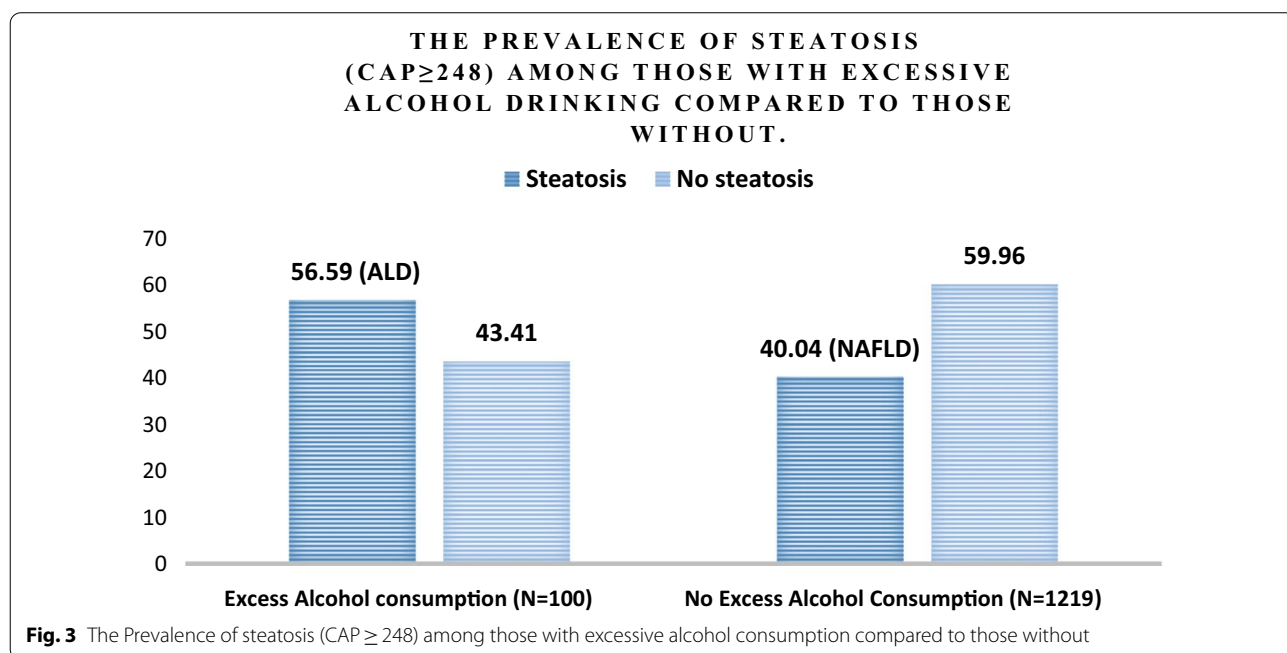 THE PREVALENCE OF STEATOSIS
(CAP≥248) AMONG THOSE WITH EXCESSIVE
ALCOHOL DRINKING COMPARED TO THOSE
WITHOUT.
Steatosis No steatosis
70
60
50
40
30
20
10
0
56.59 (ALD)
43.41
40.04 (NAFLD)
59.96
Excess Alcohol consumption (N=100) No Excess Alcohol Consumption (N=1219)
Fig. 3 The Prevalence of steatosis (CAP ≥ 248) among those with excessive alcohol consumption compared to those without